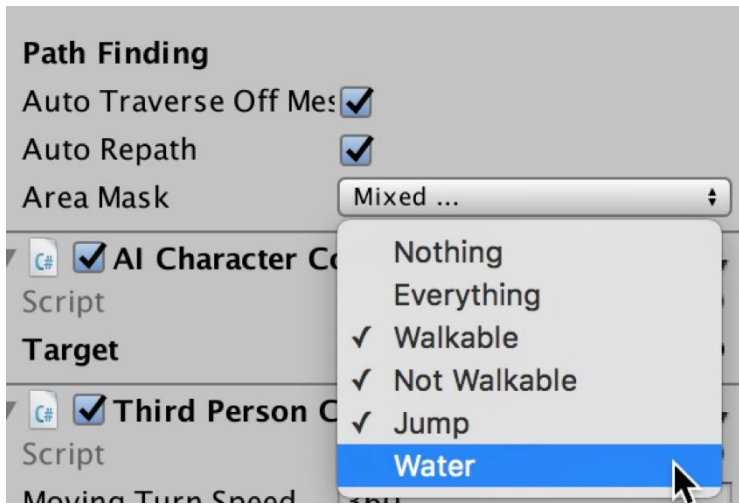 Path Finding
Auto Traverse Off Mes
Auto Repath
Area Mask Mixed ...
Nothing
C# AI Character Co
Everything
Script
Walkable
Target
Not Walkable
C# Third Person C
Jump
Script
Water
Moving Turn Speed 360